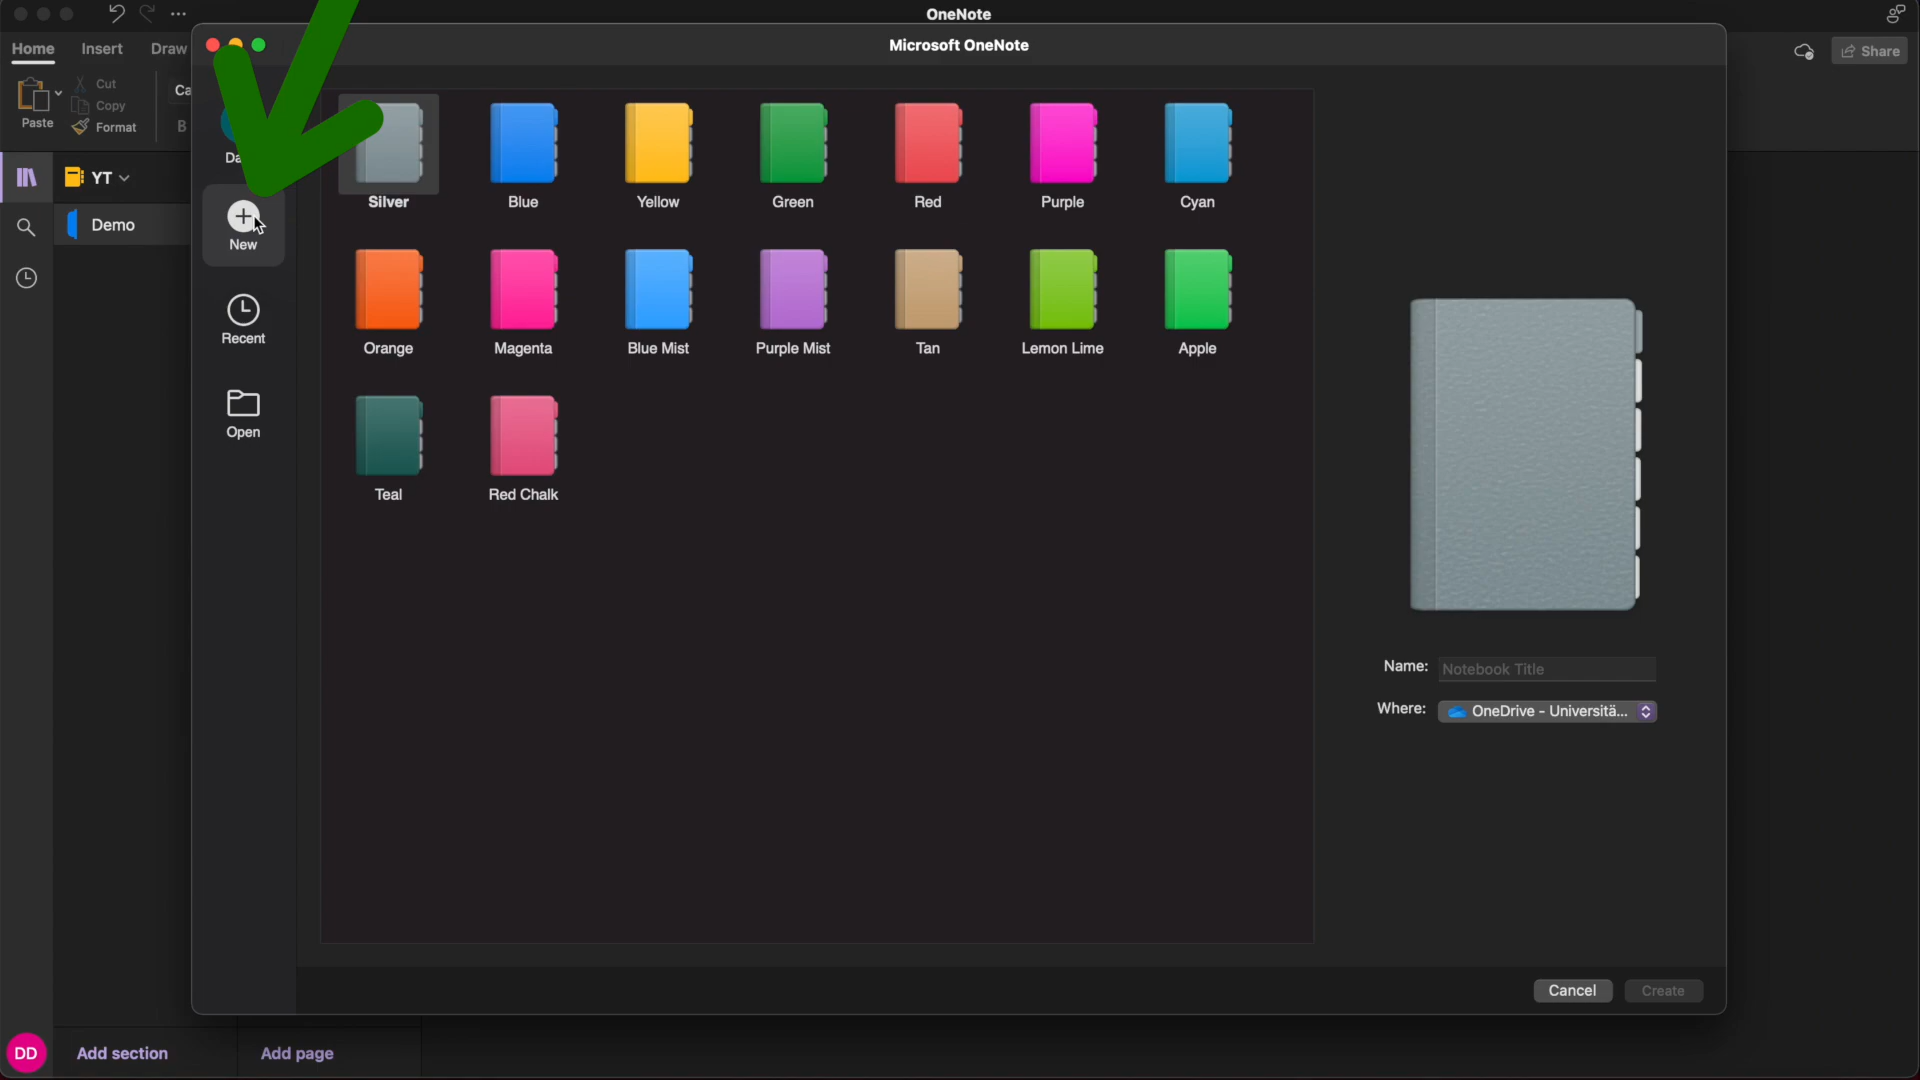 OneNote
Home Insert Draw
Share
Cut
Copy
Format
Paste
Ca
B
YT
Demo
Add section
Add page
DD
Microsoft OneNote
New
Recent
Open
Silver Blue Yellow Green Red Purple Cyan
Orange Magenta Blue Mist Purple Mist Tan Lemon Lime Apple
Teal Red Chalk
Name: Notebook Title
Where: OneDrive - Universitä...
Cancel Create